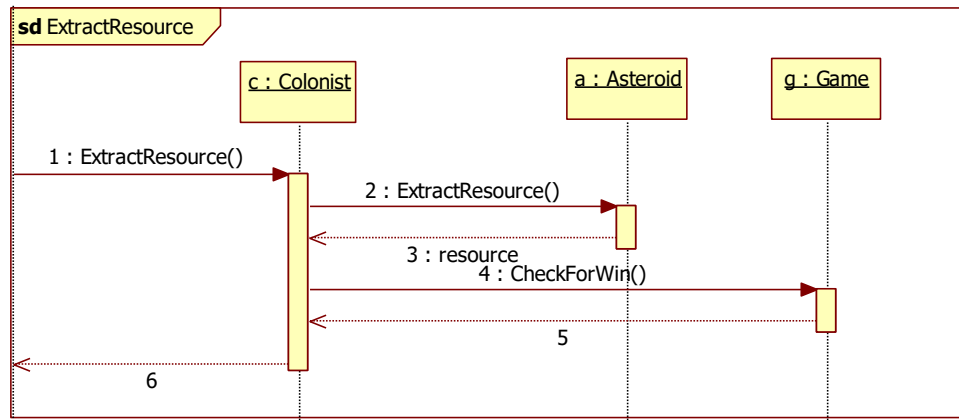 sd ExtractResource
c : Colonist
a : Asteroid
g : Game
1 : ExtractResource()
2 : ExtractResource()
3 : resource
4 : CheckForWin()
5
6